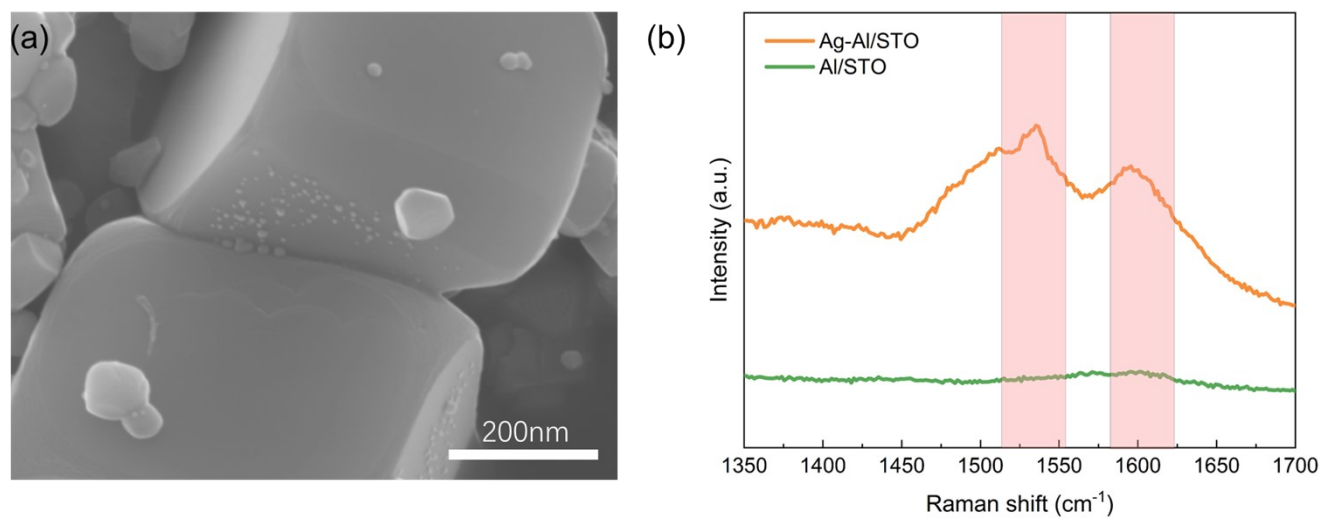 (a)
200nm
(b)
Ag-Al/STO
Al/STO
Intensity (a.u.)
1350 1400 1450 1500 1550 1600 1650 1700
Raman shift (cm⁻¹)